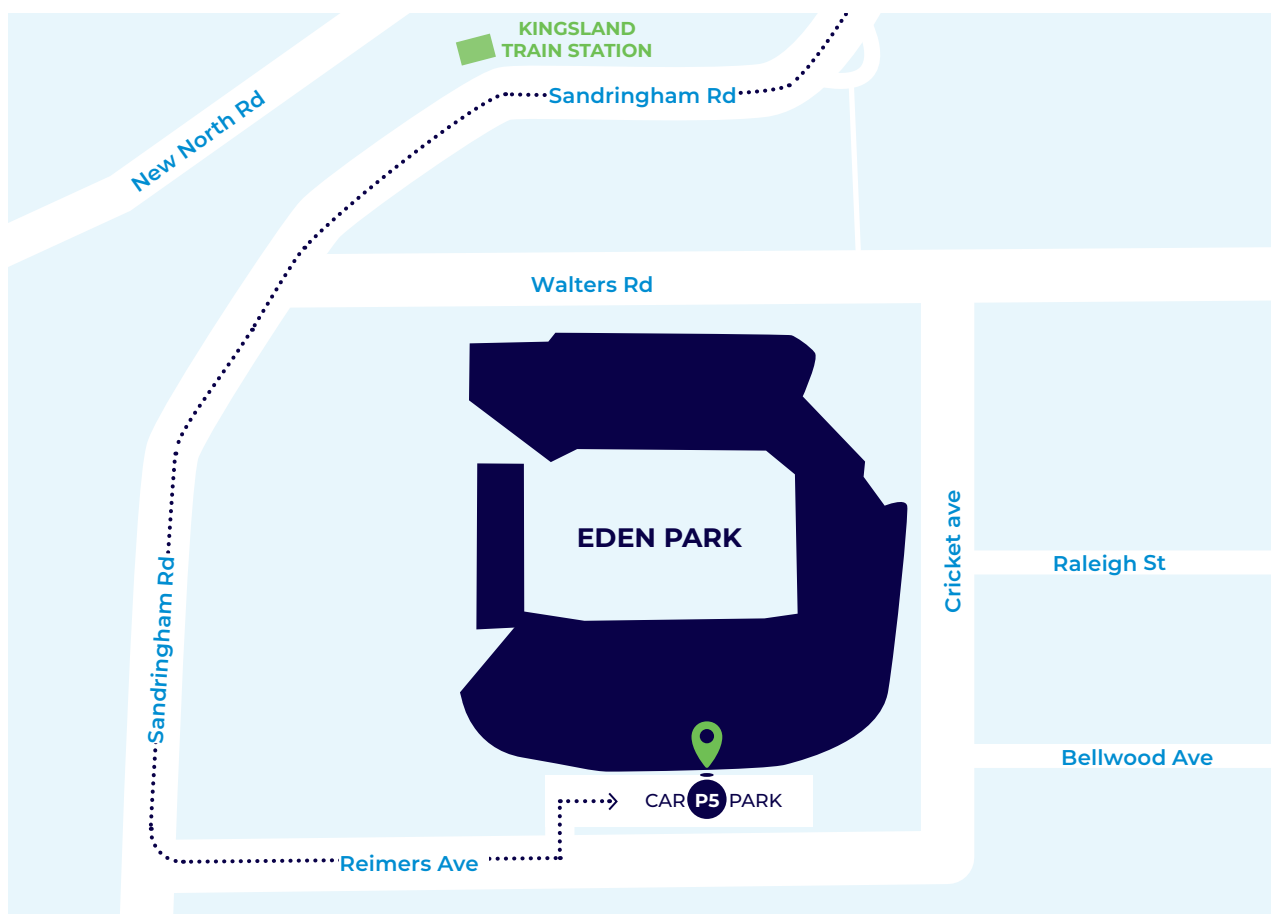 KINGSLAND
TRAIN STATION
Sandringham Rd
New North Rd
Walters Rd
EDEN PARK
Cricket ave
Raleigh St
Sandringham Rd
Bellwood Ave
CAR P5 PARK
Reimers Ave